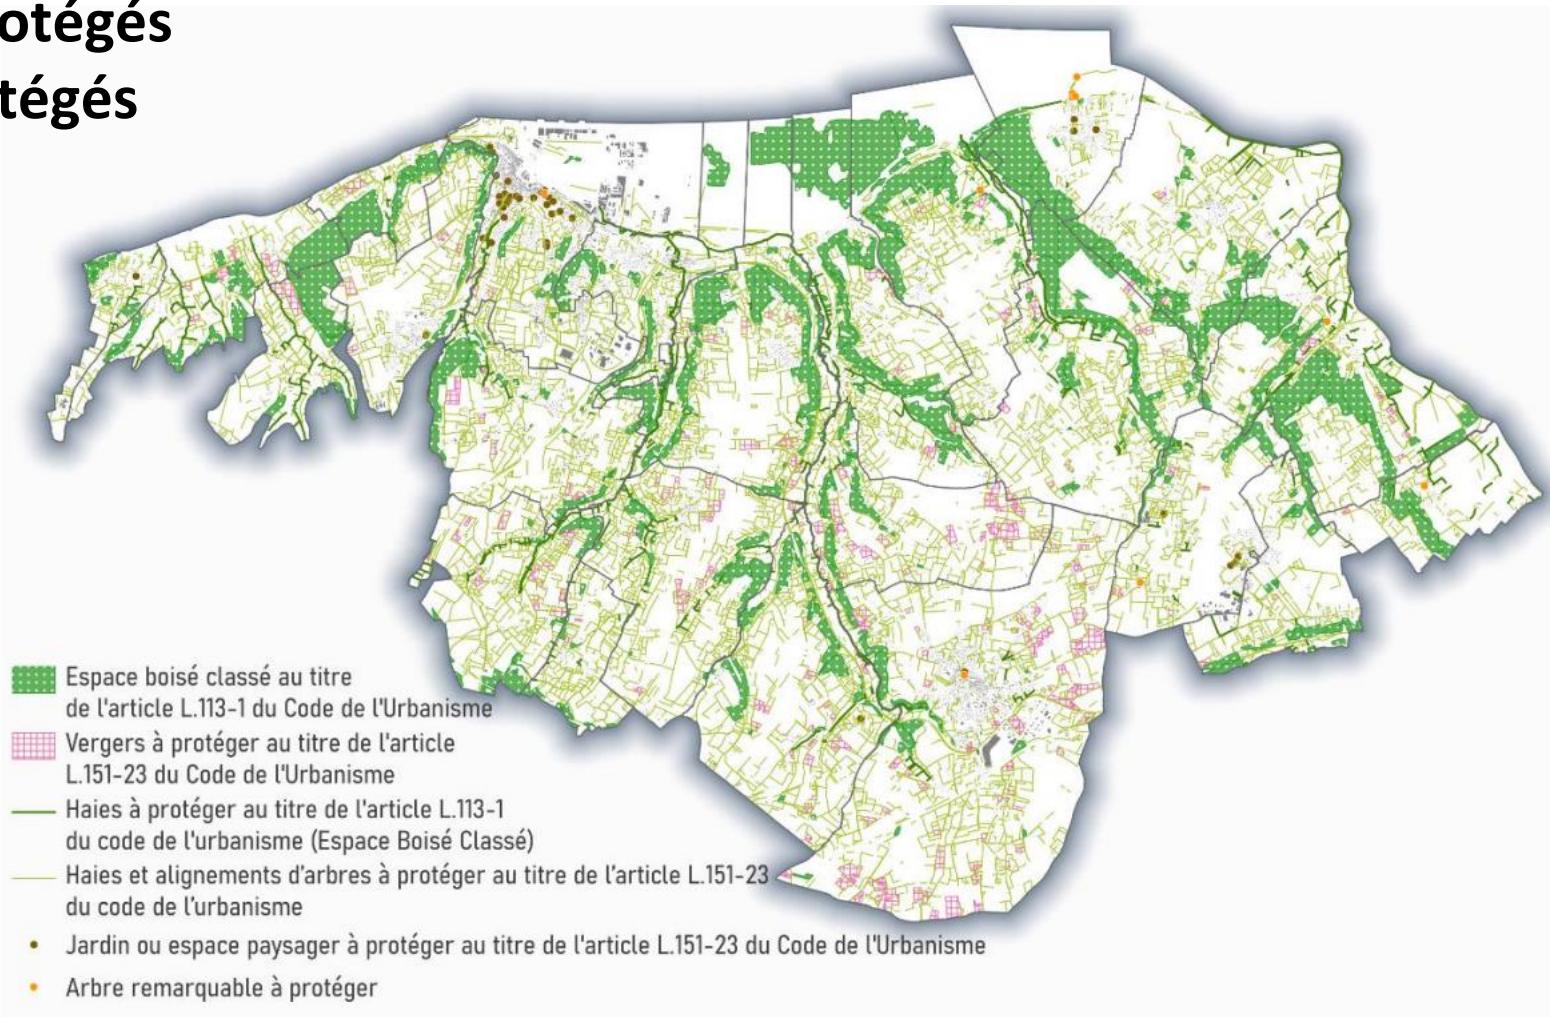 otégés
tégés
Espace boisé classé au titre
de l'article L.113-1 du Code de l'Urbanisme
Vergers à protéger au titre de l'article
L.151-23 du Code de l'Urbanisme
Haies à protéger au titre de l'article L.113-1
du code de l'urbanisme (Espace Boisé Classé)
Haies et alignements d’arbres à protéger au titre de l’article L.151-23
du code de l’urbanisme
Jardin ou espace paysager à protéger au titre de l'article L.151-23 du Code de l'Urbanisme
Arbre remarquable à protéger